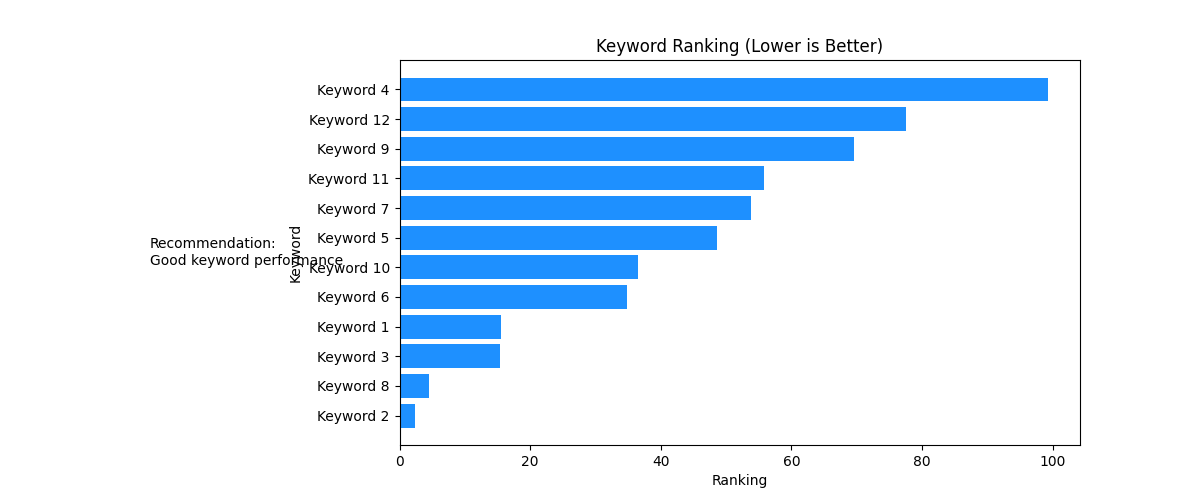 Keyword Ranking (Lower is Better)
Keyword 4
Keyword 12
Keyword 9
Keyword 11
Keyword 7
Keyword 5
Keyword 10
Keyword 6
Keyword 1
Keyword 3
Keyword 8
Keyword 2
Keyword
Recommendation:
Good keyword performance
0 20 40 60 80 100
Ranking